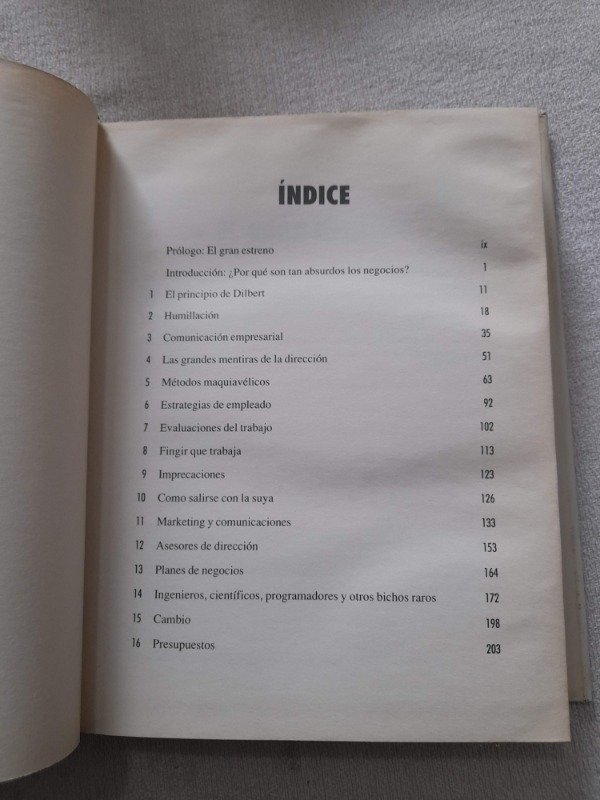 ÍNDICE
Prólogo: El gran estreno ix
Introducción: ¿Por qué son tan absurdos los negocios? 1
1 El principio de Dilbert 11
2 Humillación 18
3 Comunicación empresarial 35
4 Las grandes mentiras de la dirección 51
5 Métodos maquiavélicos 63
6 Estrategias de empleado 92
7 Evaluaciones del trabajo 102
8 Fingir que trabaja 113
9 Imprecaciones 123
10 Como salirse con la suya 126
11 Marketing y comunicaciones 133
12 Asesores de dirección 153
13 Planes de negocios 164
14 Ingenieros, científicos, programadores y otros bichos raros 172
15 Cambio 198
16 Presupuestos 203